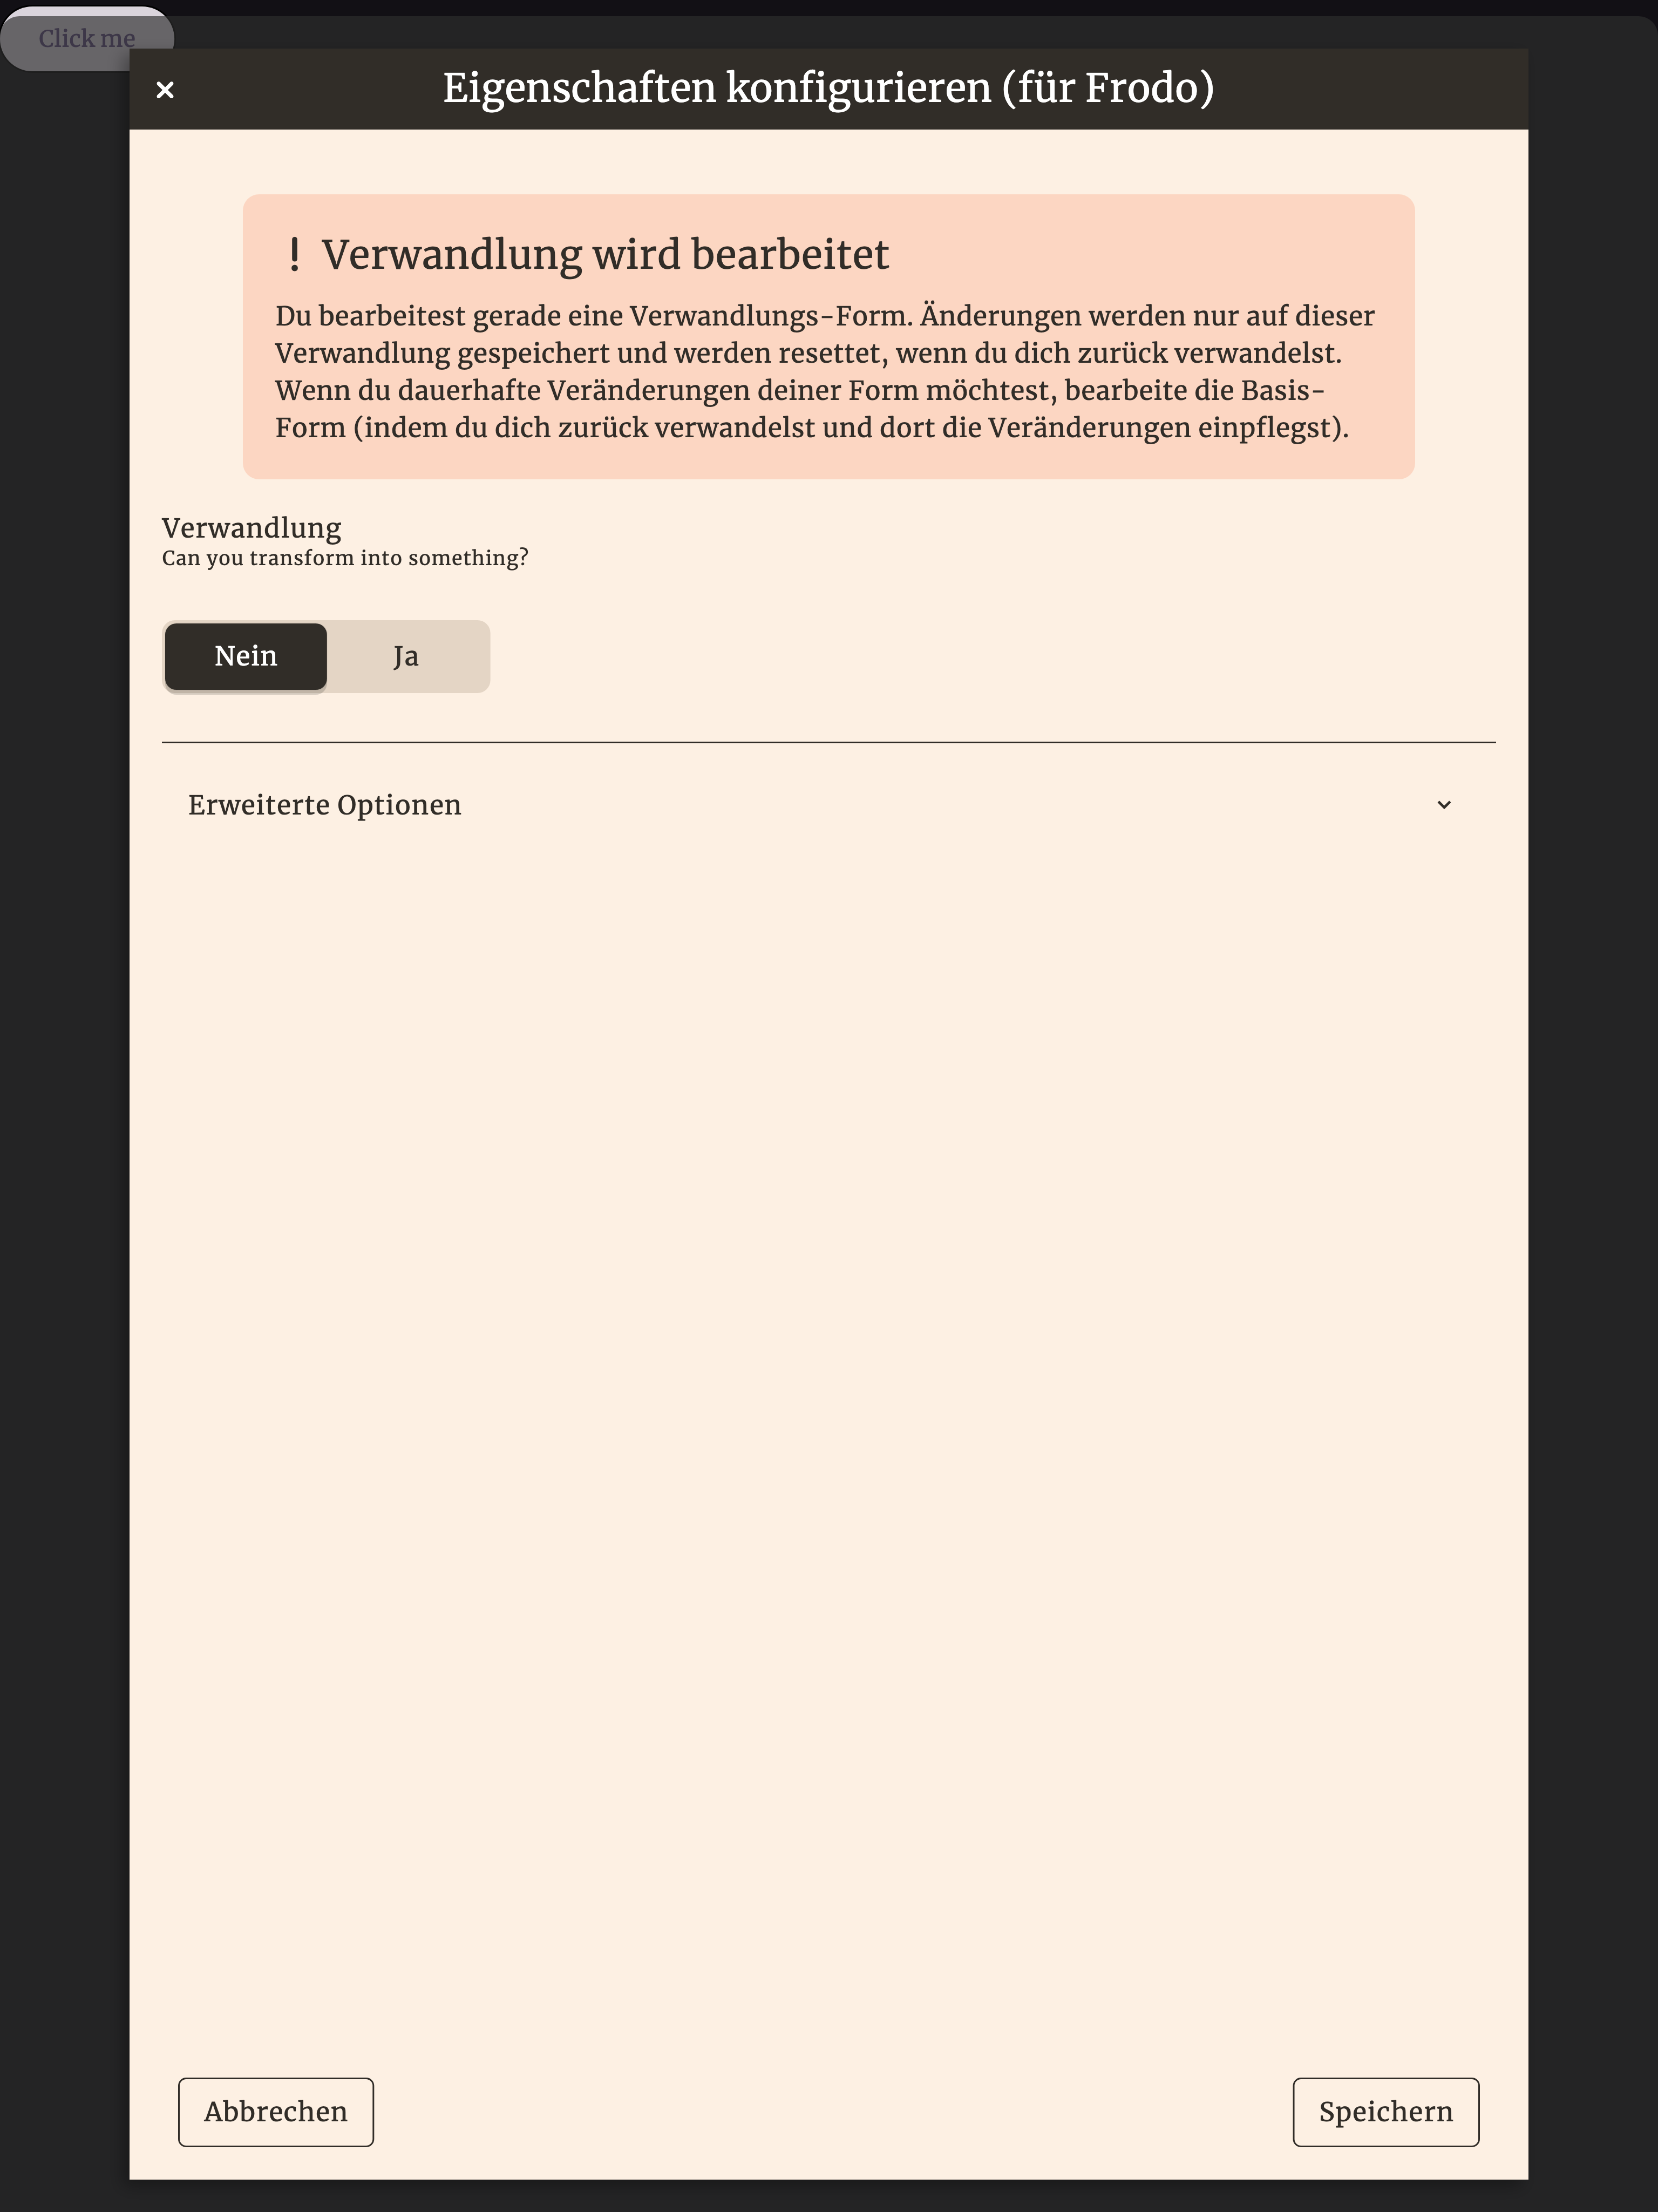 Click me
Eigenschaften konfigurieren (für Frodo)
! Verwandlung wird bearbeitet
Du bearbeitest gerade eine Verwandlungs-Form. Änderungen werden nur auf dieser
Verwandlung gespeichert und werden resettet, wenn du dich zurück verwandelst.
Wenn du dauerhafte Veränderungen deiner Form möchtest, bearbeite die Basis-
Form (indem du dich zurück verwandelst und dort die Veränderungen einpflegst).
Verwandlung
Can you transform into something?
Nein Ja
Erweiterte Optionen
Abbrechen Speichern